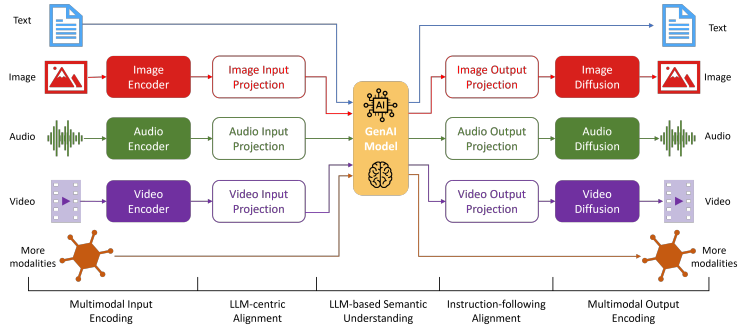 Text
Text
Image
Image
Encoder
Image Input
Projection
Image Output
Projection
Image
Diffusion
Image
AI
GenAI
Model
Audio
Audio
Encoder
Audio Input
Projection
Audio Output
Projection
Audio
Diffusion
Audio
Video
Video
Encoder
Video Input
Projection
Video Output
Projection
Video
Diffusion
Video
More
modalities
More
modalities
Multimodal Input
Encoding
LLM-centric
Alignment
LLM-based Semantic
Understanding
Instruction-following
Alignment
Multimodal Output
Encoding